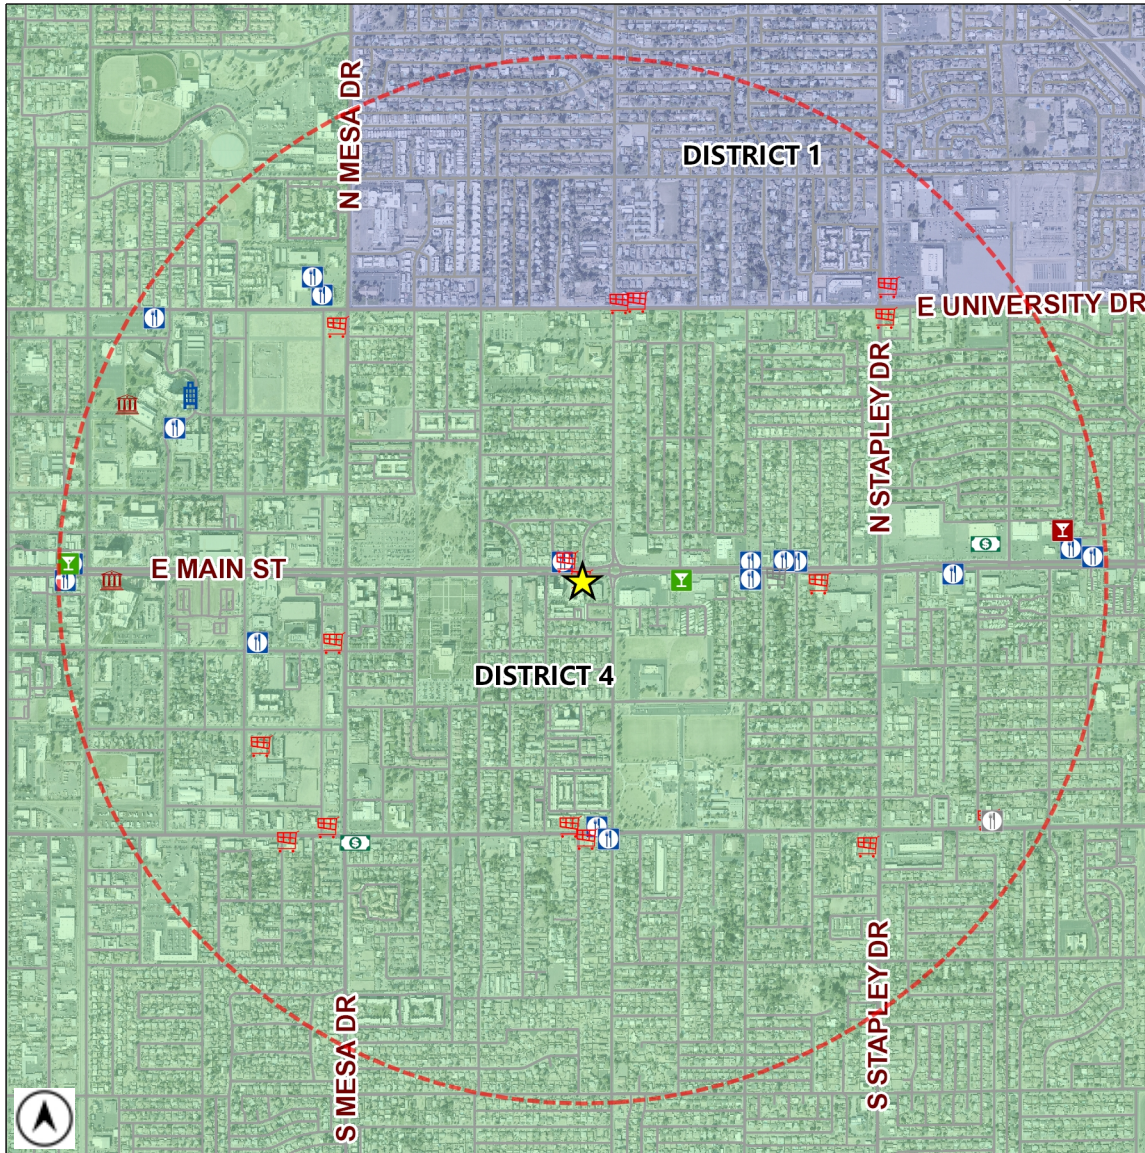 N MESA DR
DISTRICT 1
E UNIVERSITY DR
N STAPLEY DR
E MAIN ST
DISTRICT 4
S MESA DR
S STAPLEY DR